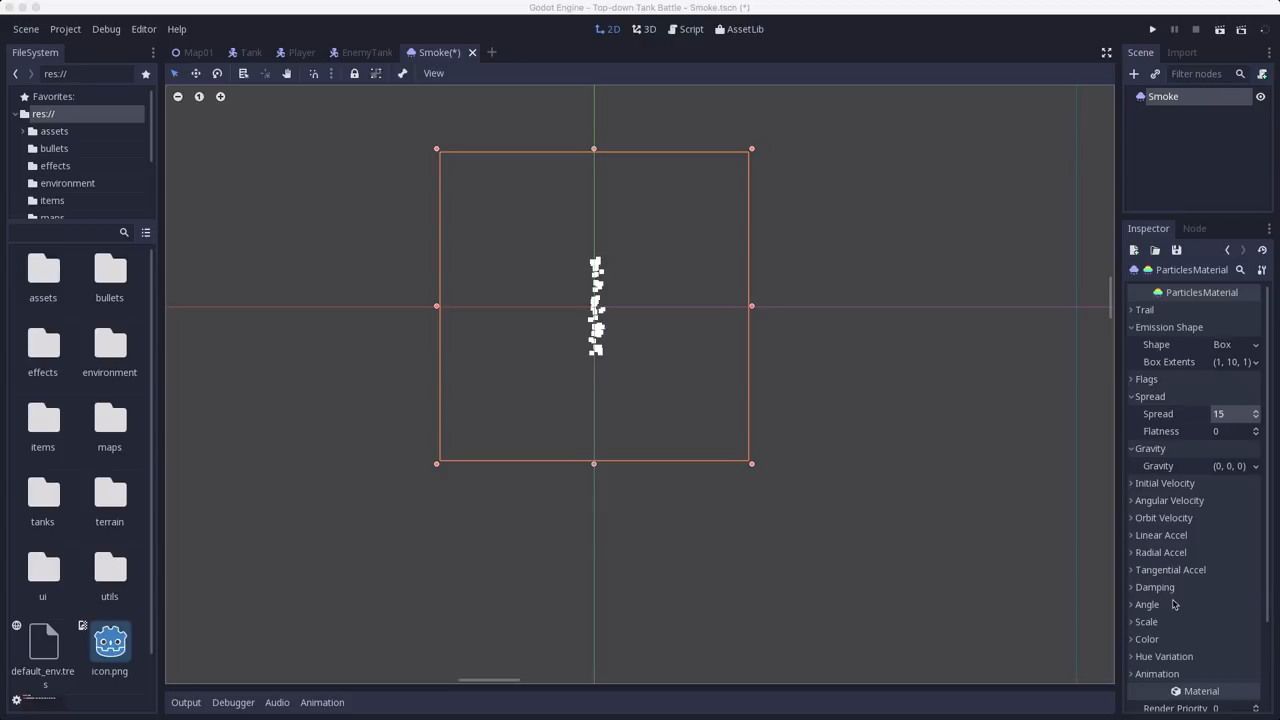 Godot Engine - Top-down Tank Battle - Smoke.tscn (*)
Scene Project Debug Editor Help
2D 3D Script AssetLib
FileSystem
Map01 Tank Player EnemyTank Smoke(*)
Scene Import
res://
View
Filter nodes
Favorites:
res://
assets
bullets
effects
environment
items
maps
Smoke
assets bullets
effects environment
items maps
tanks terrain
ui utils
default_env.tres
icon.png
Inspector Node
ParticlesMaterial
ParticlesMaterial
Trail
Emission Shape
Shape Box
Box Extents (1, 10, 1)
Flags
Spread
Spread 15
Flatness 0
Gravity
Gravity (0, 0, 0)
Initial Velocity
Angular Velocity
Orbit Velocity
Linear Accel
Radial Accel
Tangential Accel
Damping
Angle
Scale
Color
Hue Variation
Animation
Material
Render Priority 0
Output Debugger Audio Animation